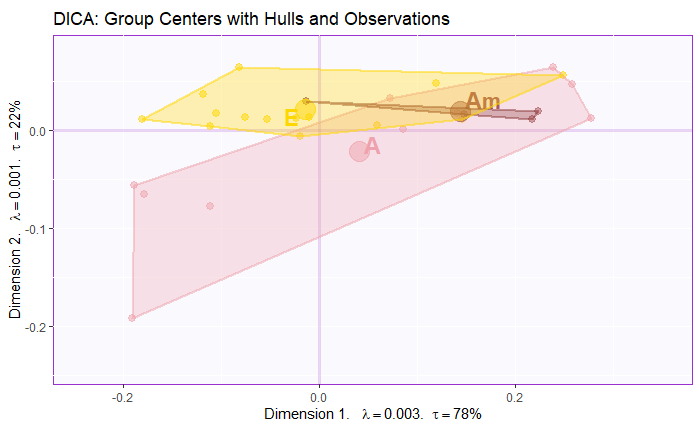 DICA: Group Centers with Hulls and Observations
Dimension 2. λ = 0.001. τ = 22%
0.0
-0.1
-0.2
E
Am
A
-0.2
0.0
0.2
Dimension 1. λ = 0.003. τ = 78%